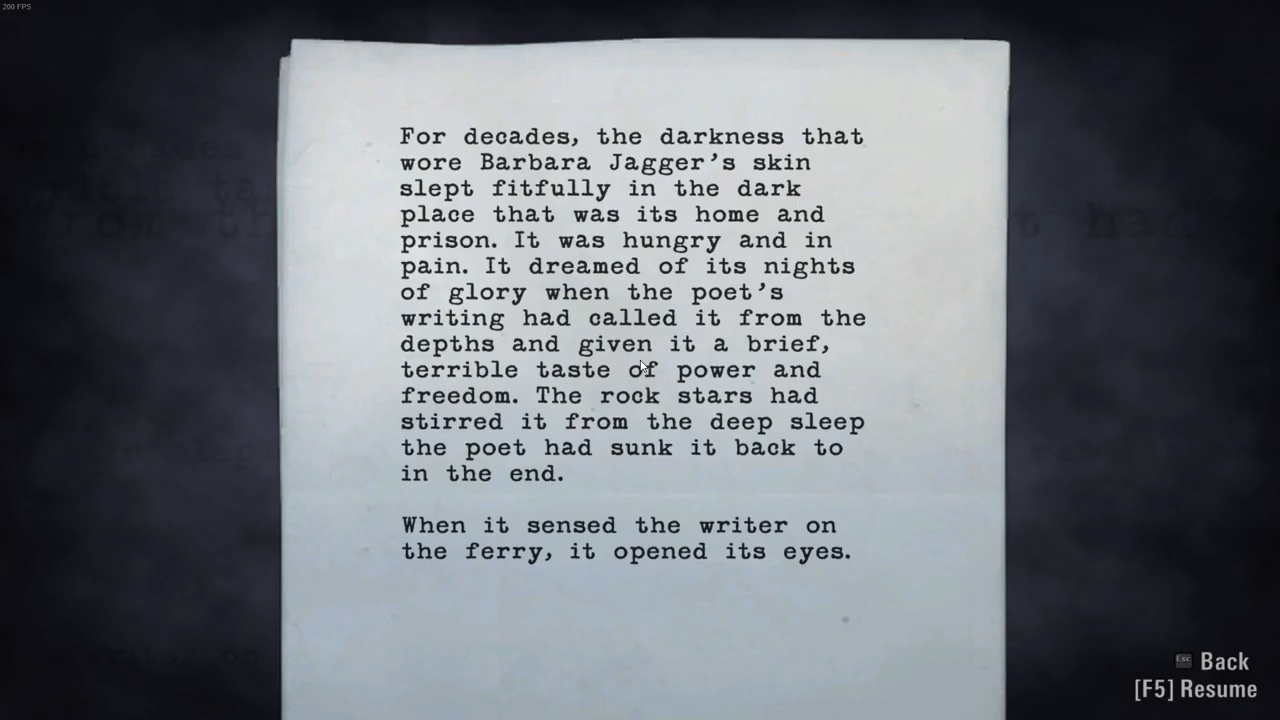 200 FPS
For decades, the darkness that
wore Barbara Jagger’s skin
slept fitfully in the dark
place that was its home and
prison. It was hungry and in
pain. It dreamed of its nights
of glory when the poet’s
writing had called it from the
depths and given it a brief,
terrible taste of power and
freedom. The rock stars had
stirred it from the deep sleep
the poet had sunk it back to
in the end.
When it sensed the writer on
the ferry, it opened its eyes.
Esc Back
[F5] Resume